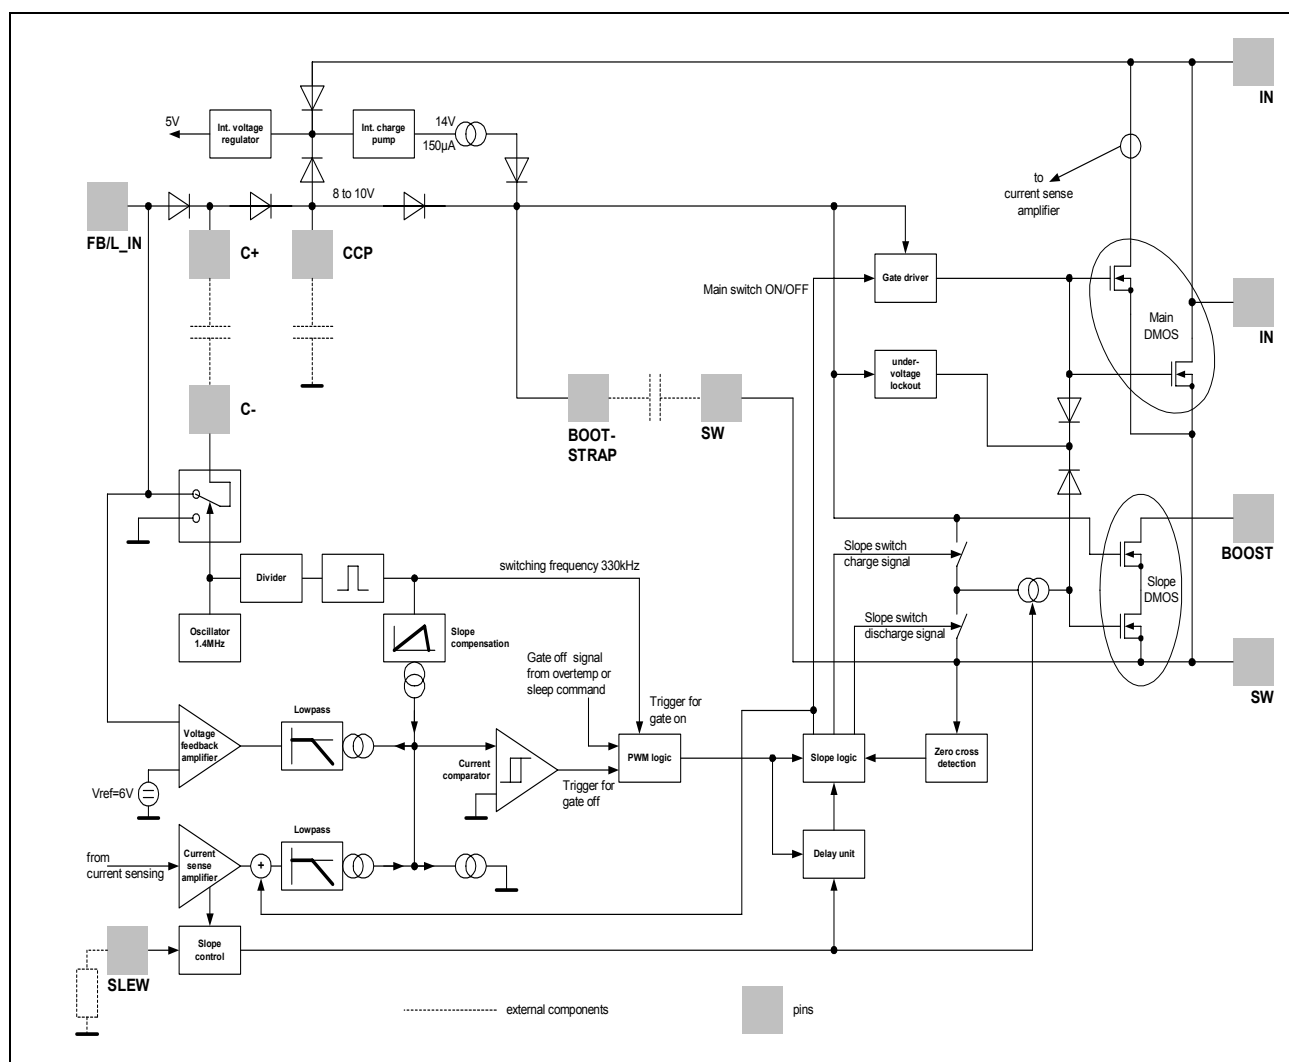 IN
5V
Int. voltage
regulator
Int. charge
pump
14V
150µA
to
current sense
amplifier
8 to 10V
FB/L_IN
C+
CCP
Gate driver
Main switch ON/OFF
Main
DMOS
IN
under-
voltage
lockout
C-
BOOT-
STRAP
SW
BOOST
Slope switch
charge signal
Slope
DMOS
switching frequency 330kHz
Divider
Oscillator
1.4MHz
Slope
compensation
Slope switch
discharge signal
Gate off signal
from overtemp or
sleep command
SW
Trigger for
gate on
Lowpass
Voltage
feedback
amplifier
Current
comparator
PWM logic
Slope logic
Zero cross
detection
Trigger for
gate off
Vref=6V
Lowpass
from
current sensing
Current
sense
amplifier
+
Delay unit
Slope
control
SLEW
external components
pins